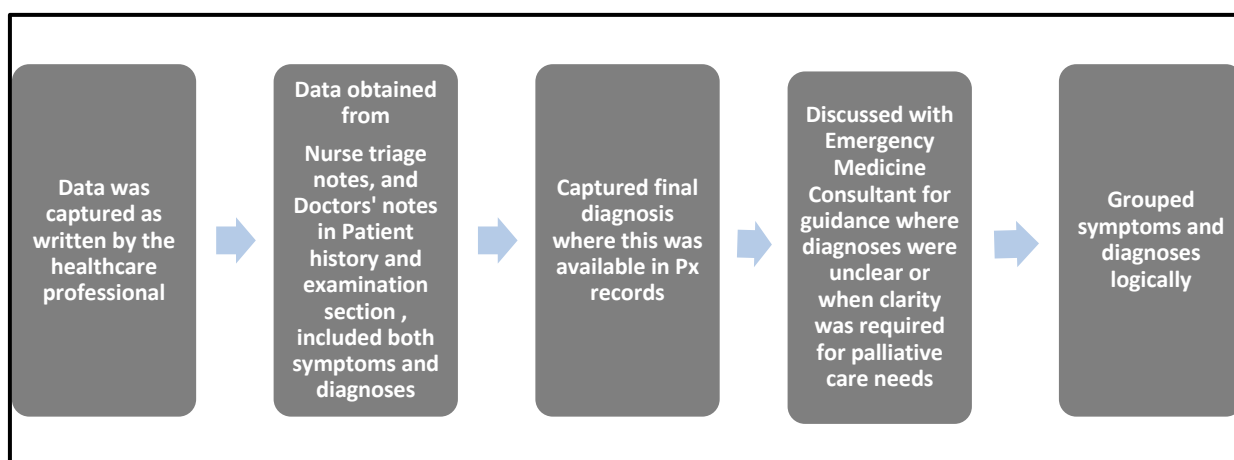 Data was
captured as
written by the
healthcare
professional
Data obtained
from
Nurse triage
notes, and
Doctors' notes
in Patient
history and
examination
section ,
included both
symptoms and
diagnoses
Captured final
diagnosis
where this was
available in Px
records
Discussed with
Emergency
Medicine
Consultant for
guidance where
diagnoses were
unclear or
when clarity
was required
for palliative
care needs
Grouped
symptoms and
diagnoses
logically